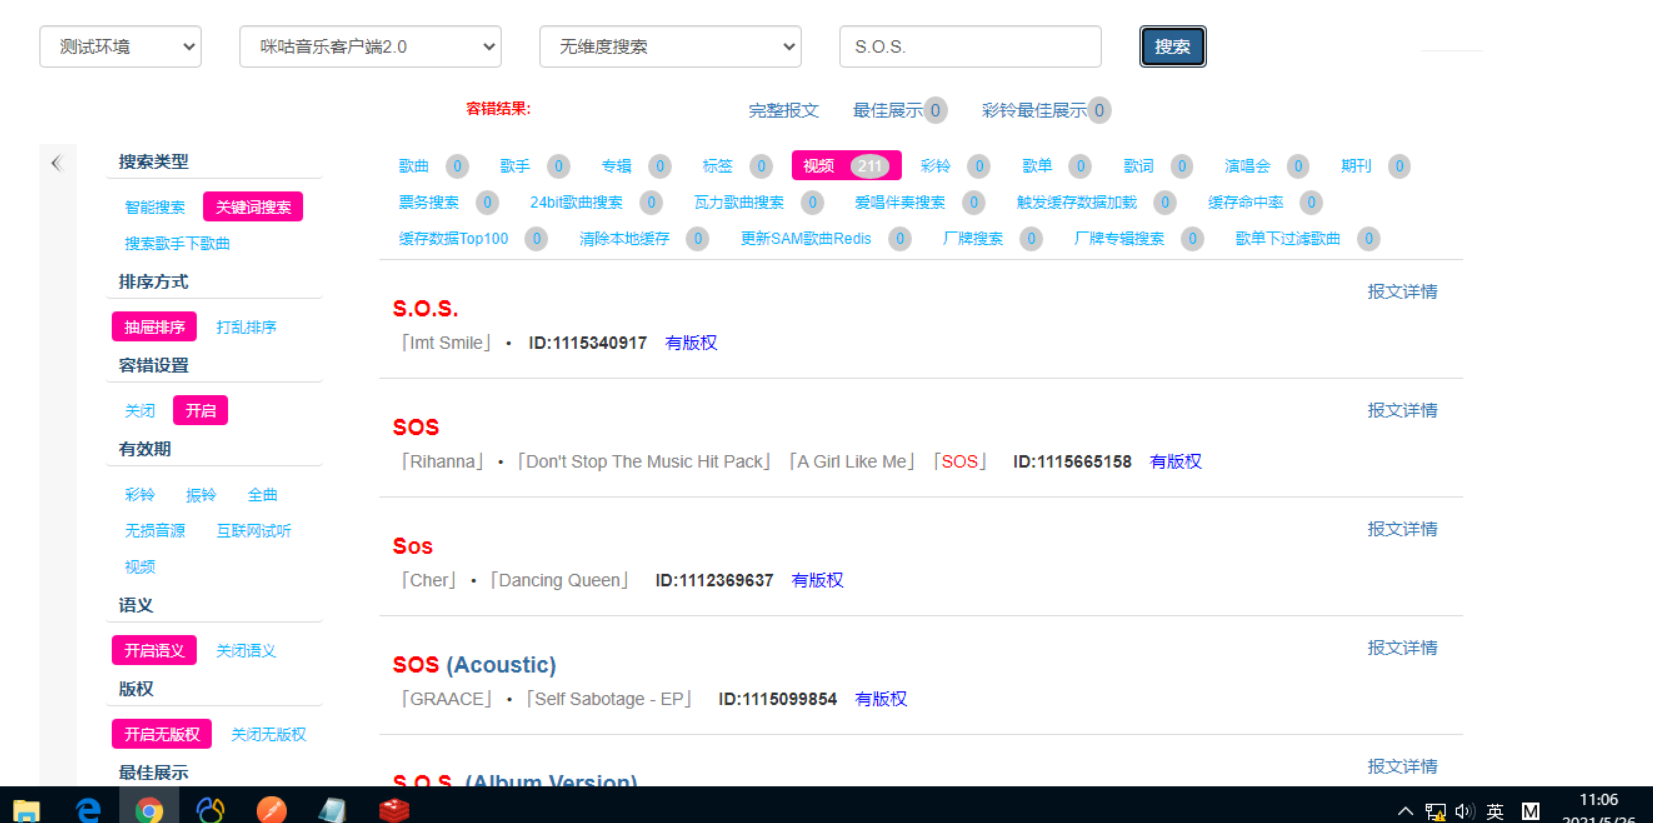 测试环境 咪咕音乐客户端2.0 无维度搜索 S.O.S. 搜索
容错结果: 完整报文 最佳展示 0 彩铃最佳展示 0
搜索类型
智能搜索 关键词搜索
搜索歌手下歌曲
排序方式
抽屉排序 打乱排序
容错设置
关闭 开启
有效期
彩铃 振铃 全曲
无损音源 互联网试听
视频
语义
开启语义 关闭语义
版权
开启无版权 关闭无版权
最佳展示
歌曲 0 歌手 0 专辑 0 标签 0 视频 211 彩铃 0 歌单 0 歌词 0 演唱会 0 期刊 0
票务搜索 0 24bit歌曲搜索 0 瓦力歌曲搜索 0 爱唱伴奏搜索 0 触发缓存数据加载 0 缓存命中率 0
缓存数据Top100 0 清除本地缓存 0 更新SAM歌曲Redis 0 厂牌搜索 0 厂牌专辑搜索 0 歌单下过滤歌曲 0
报文详情
S.O.S.
「Imt Smile」 • ID:1115340917 有版权
报文详情
SOS
「Rihanna」 • 「Don't Stop The Music Hit Pack」 「A Girl Like Me」 「SOS」 ID:1115665158 有版权
报文详情
Sos
「Cher」 • 「Dancing Queen」 ID:1112369637 有版权
报文详情
SOS (Acoustic)
「GRAACE」 • 「Self Sabotage - EP」 ID:1115099854 有版权
报文详情
S.O.S. (Album Version)
英 M 11:06
2021/5/26